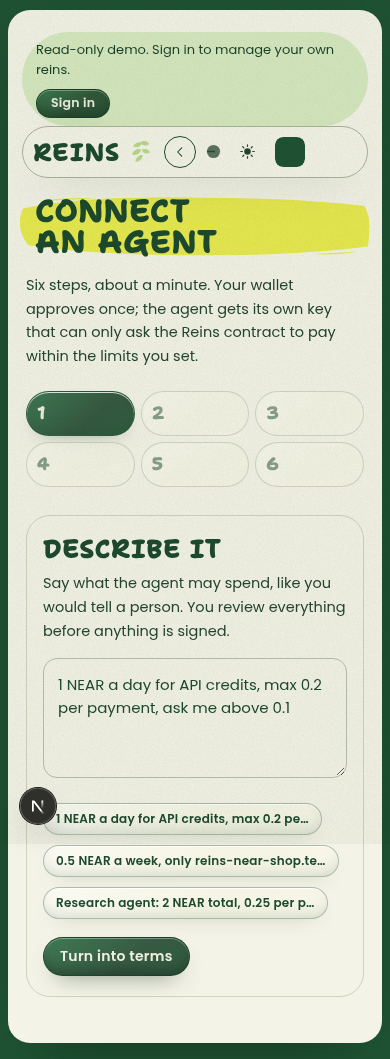 Read-only demo. Sign in to manage your own
reins.
Sign in
REINS
CONNECT
AN AGENT
Six steps, about a minute. Your wallet
approves once; the agent gets its own key
that can only ask the Reins contract to pay
within the limits you set.
1
2
3
4
5
6
DESCRIBE IT
Say what the agent may spend, like you
would tell a person. You review everything
before anything is signed.
1 NEAR a day for API credits, max 0.2
per payment, ask me above 0.1
N
1 NEAR a day for API credits, max 0.2 pe…
0.5 NEAR a week, only reins-near-shop.te…
Research agent: 2 NEAR total, 0.25 per p…
Turn into terms